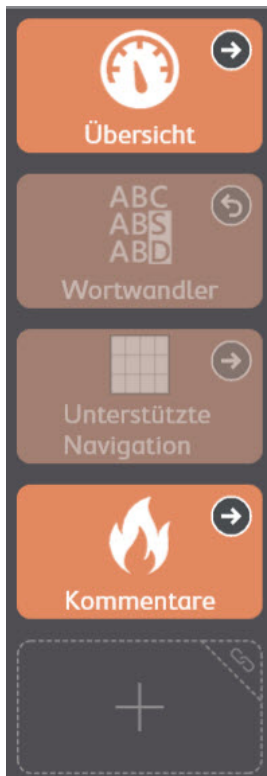 Übersicht
ABC
ABS
ABD
Wortwandler
Unterstützte
Navigation
Kommentare